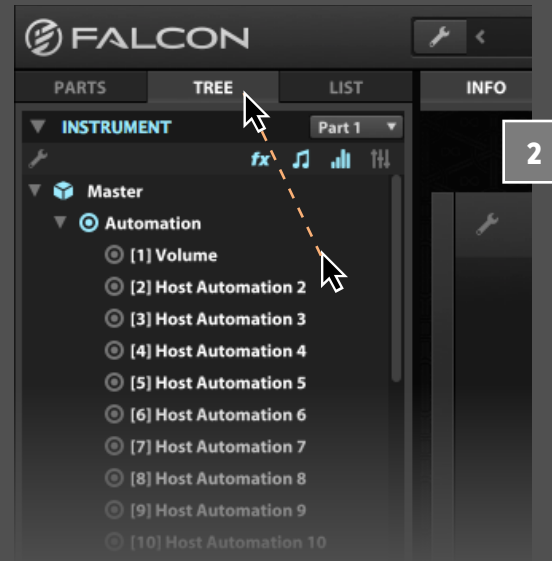 FALCON
PARTS TREE LIST INFO
INSTRUMENT Part 1
2
fx
Master
Automation
[1] Volume
[2] Host Automation 2
[3] Host Automation 3
[4] Host Automation 4
[5] Host Automation 5
[6] Host Automation 6
[7] Host Automation 7
[8] Host Automation 8
[9] Host Automation 9
[10] Host Automation 10